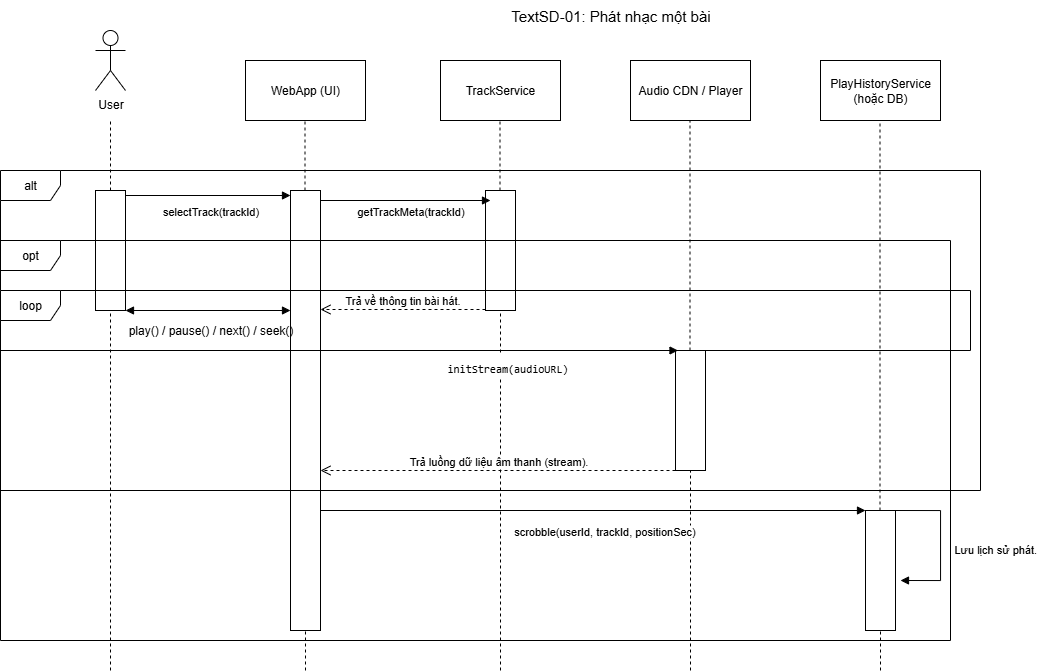 TextSD-01: Phát nhạc một bài
User
WebApp (UI)
TrackService
Audio CDN / Player
PlayHistoryService
(hoặc DB)
alt
selectTrack(trackId)
getTrackMeta(trackId)
opt
loop
Trả về thông tin bài hát.
play() / pause() / next() / seek()
initStream(audioURL)
Trả luồng dữ liệu âm thanh (stream).
scrobble(userId, trackId, positionSec)
Lưu lịch sử phát.